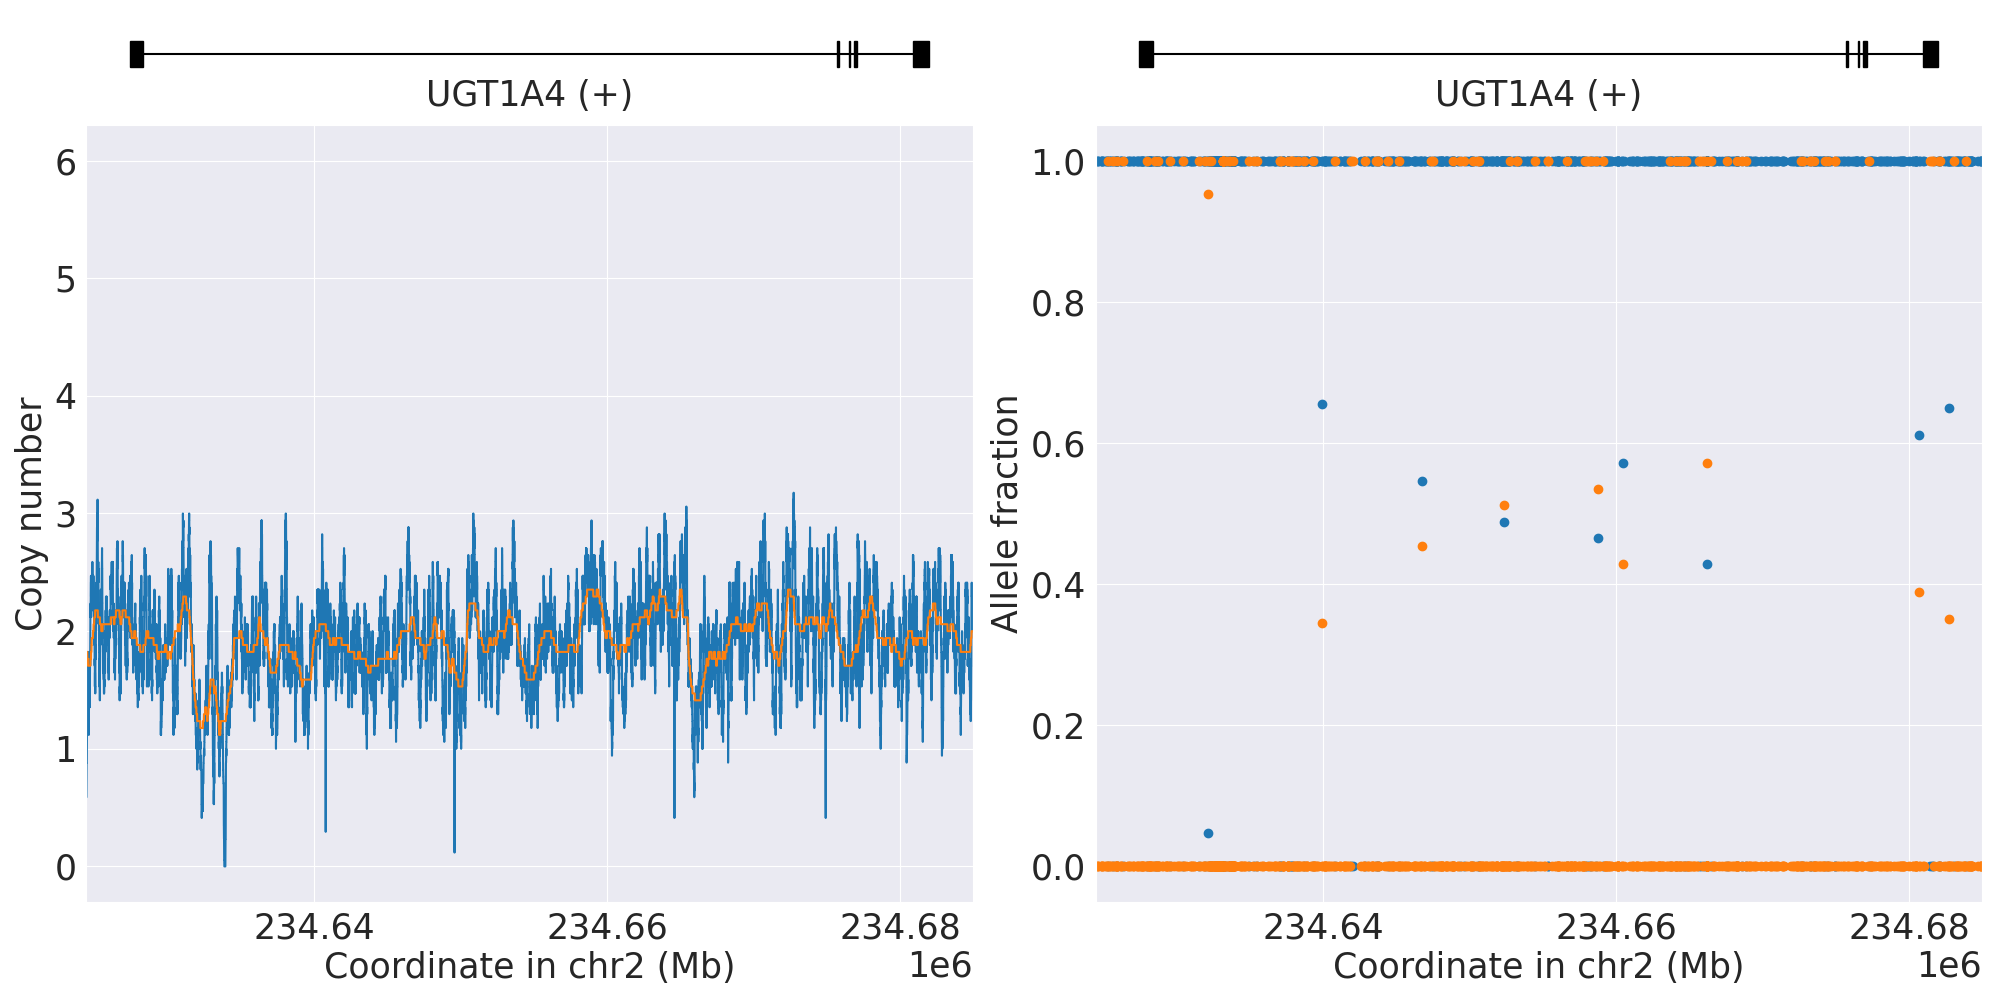 UGT1A4 (+)
6
5
4
3
2
1
0
Copy number
234.64 234.66 234.68
Coordinate in chr2 (Mb)
1e6
UGT1A4 (+)
1.0
0.8
0.6
0.4
0.2
0.0
Allele fraction
234.64 234.66 234.68
Coordinate in chr2 (Mb)
1e6